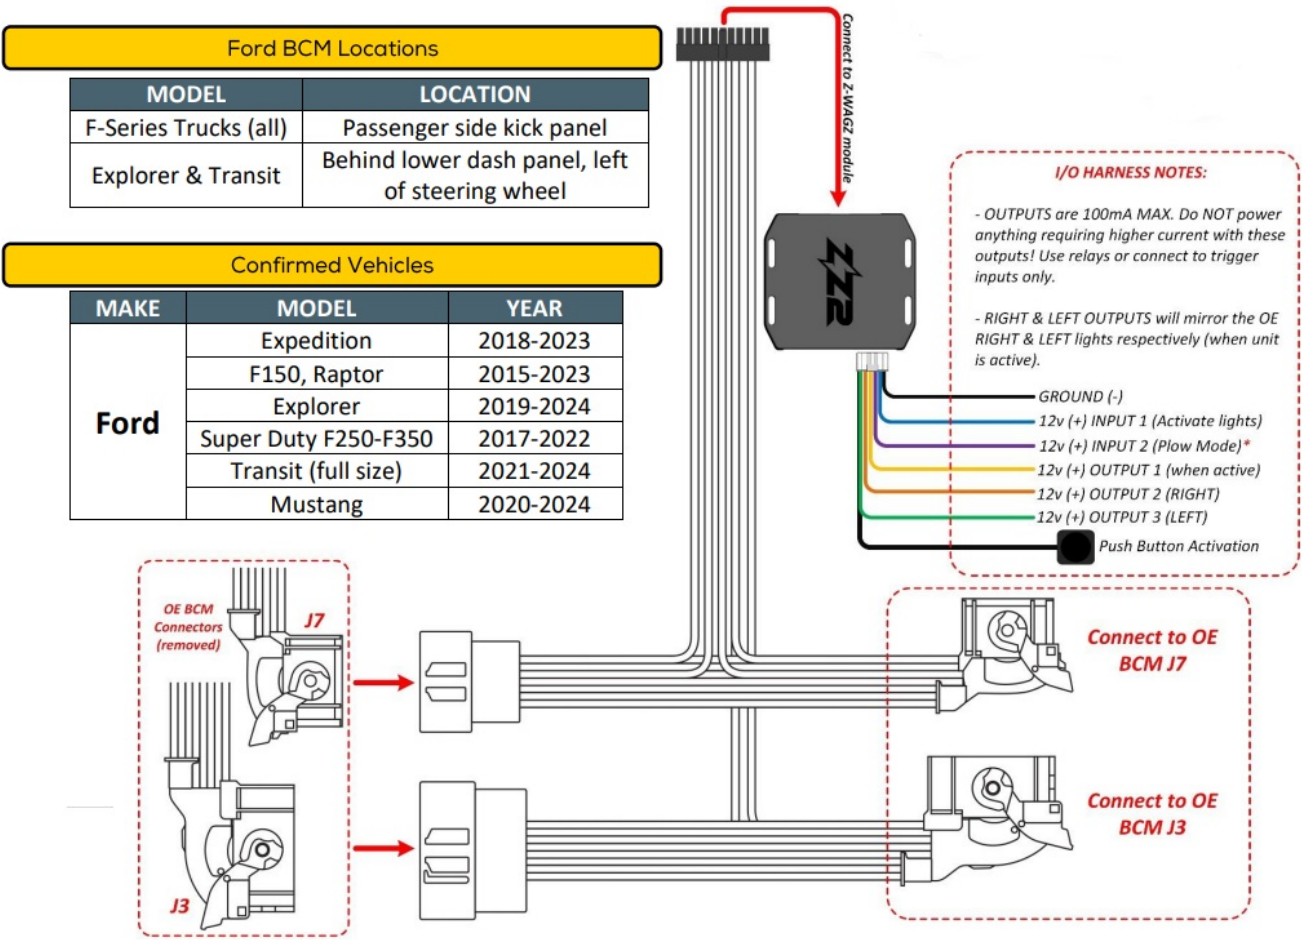 Ford BCM Locations
MODEL LOCATION
F-Series Trucks (all) Passenger side kick panel
Explorer & Transit Behind lower dash panel, left
of steering wheel
Confirmed Vehicles
MAKE MODEL YEAR
Ford
Expedition 2018-2023
F150, Raptor 2015-2023
Explorer 2019-2024
Super Duty F250-F350 2017-2022
Transit (full size) 2021-2024
Mustang 2020-2024
Connect to Z-WAGZ module
ZZ2
I/O HARNESS NOTES:
- OUTPUTS are 100mA MAX. Do NOT power
anything requiring higher current with these
outputs! Use relays or connect to trigger
inputs only.
- RIGHT & LEFT OUTPUTS will mirror the OE
RIGHT & LEFT lights respectively (when unit
is active).
GROUND (-)
12v (+) INPUT 1 (Activate lights)
12v (+) INPUT 2 (Plow Mode)*
12v (+) OUTPUT 1 (when active)
12v (+) OUTPUT 2 (RIGHT)
12v (+) OUTPUT 3 (LEFT)
Push Button Activation
OE BCM
Connectors
(removed)
J7
J3
Connect to OE
BCM J7
Connect to OE
BCM J3